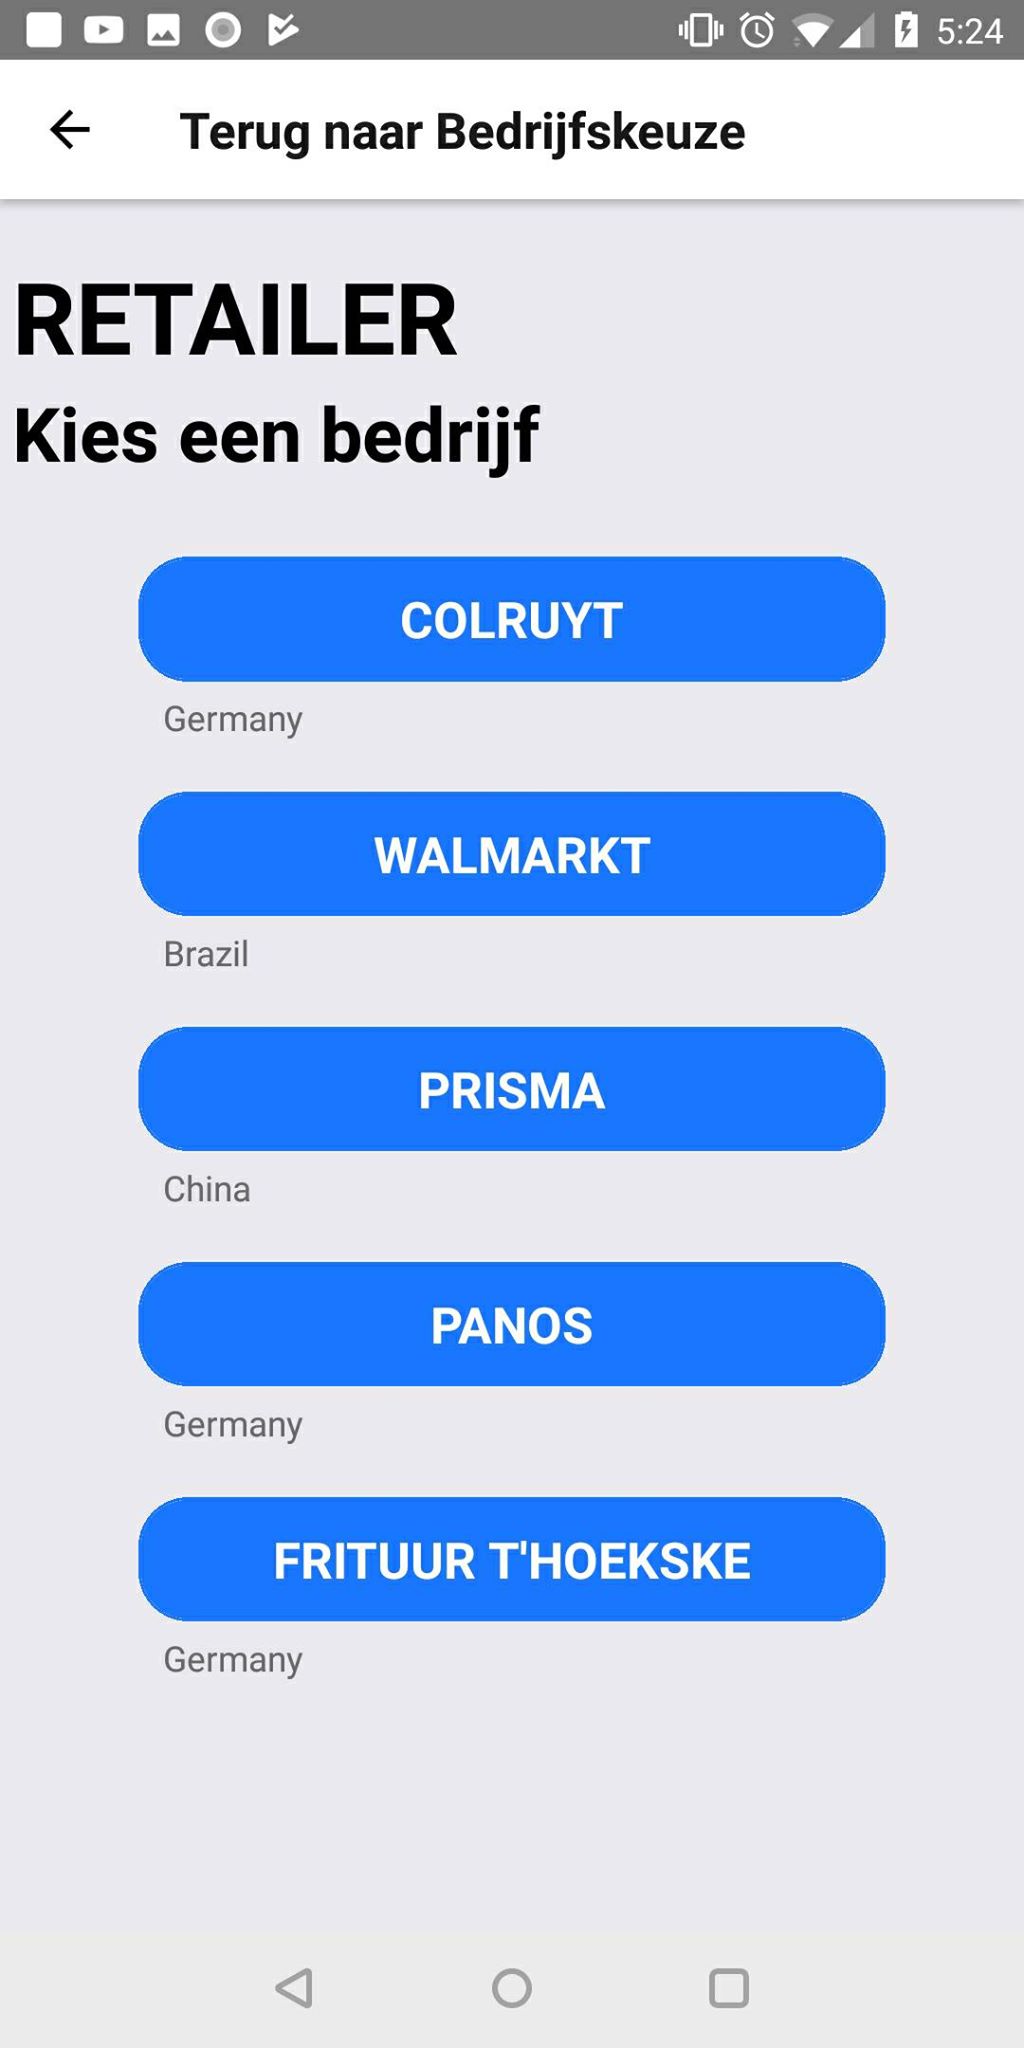 5:24
Terug naar Bedrijfskeuze
RETAILER
Kies een bedrijf
COLRUYT
Germany
WALMARKT
Brazil
PRISMA
China
PANOS
Germany
FRITUUR T'HOEKSKE
Germany